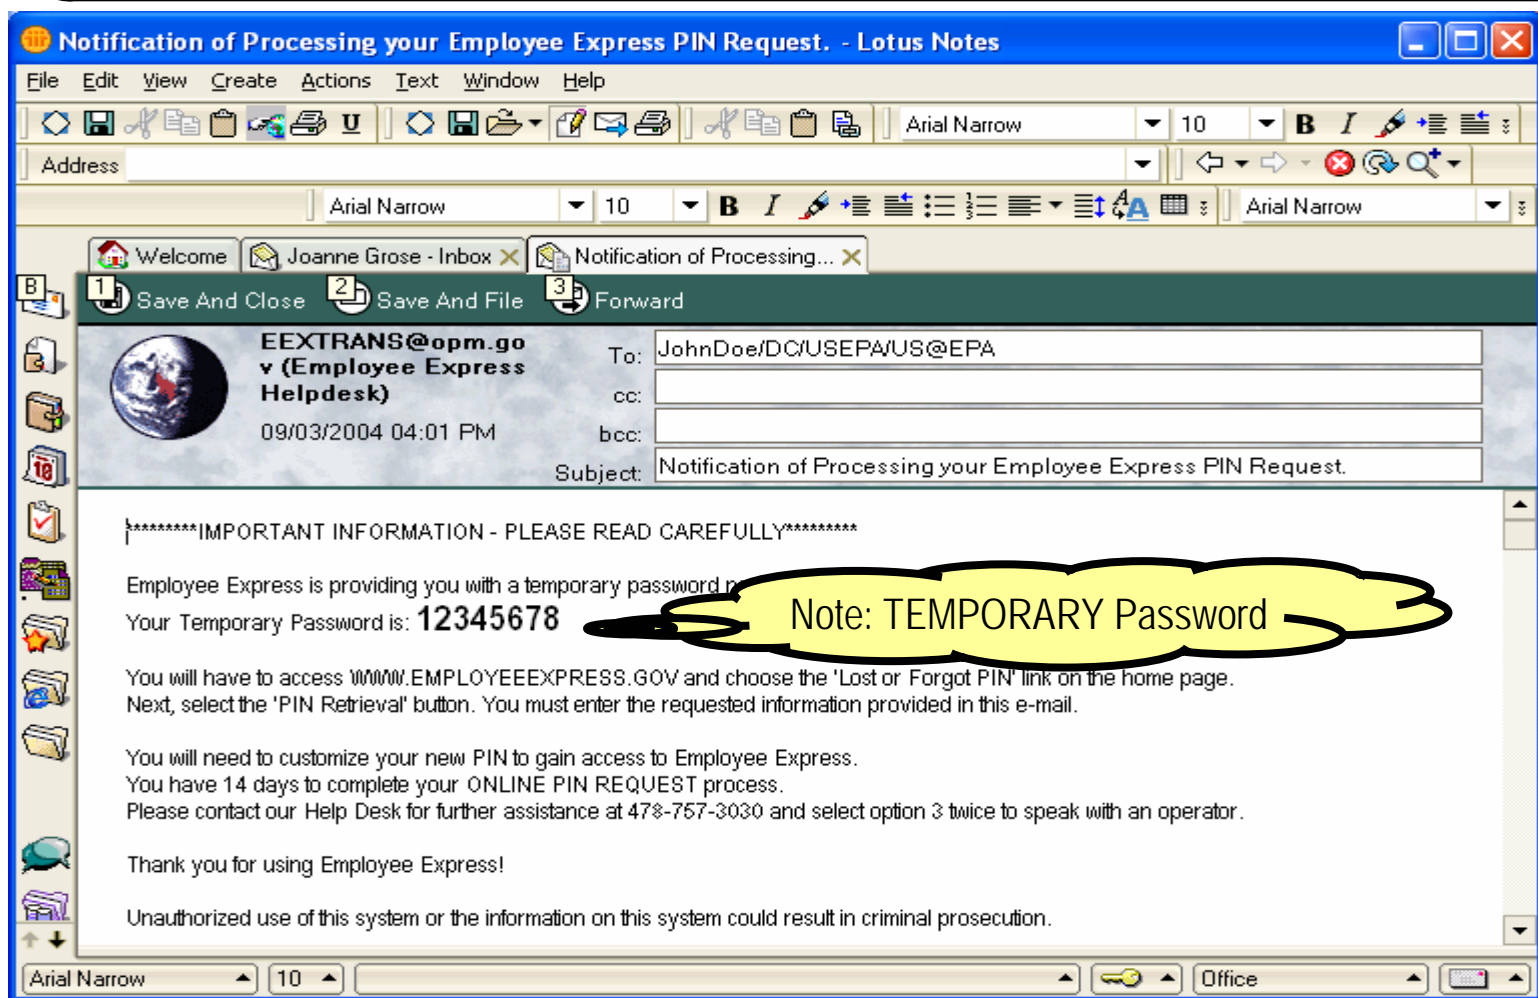 Notification of Processing your Employee Express PIN Request. - Lotus Notes
File Edit View Create Actions Text Window Help
U Arial Narrow 10 B I
Address
Arial Narrow 10 B I Arial Narrow
Welcome Joanne Grose - Inbox Notification of Processing...
B 1 Save And Close 2 Save And File 3 Forward
EEXTRANS@opm.go
v (Employee Express
Helpdesk)
09/03/2004 04:01 PM
To: JohnDoe/DC/USEPA/US@EPA
cc:
bcc:
Subject: Notification of Processing your Employee Express PIN Request.
*********IMPORTANT INFORMATION - PLEASE READ CAREFULLY*********
Employee Express is providing you with a temporary password
Your Temporary Password is: 12345678
Note: TEMPORARY Password
You will have to access WWW.EMPLOYEEEXPRESS.GOV and choose the 'Lost or Forgot PIN' link on the home page.
Next, select the 'PIN Retrieval' button. You must enter the requested information provided in this e-mail.
You will need to customize your new PIN to gain access to Employee Express.
You have 14 days to complete your ONLINE PIN REQUEST process.
Please contact our Help Desk for further assistance at 478-757-3030 and select option 3 twice to speak with an operator.
Thank you for using Employee Express!
Unauthorized use of this system or the information on this system could result in criminal prosecution.
Arial Narrow 10 Office